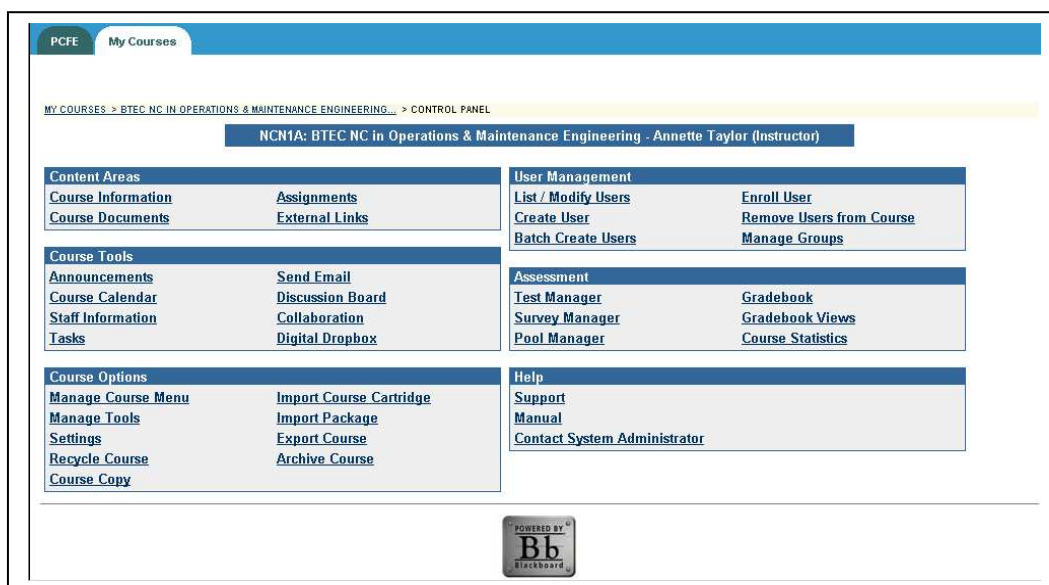 PCFE My Courses
MY COURSES > BTEC NC IN OPERATIONS & MAINTENANCE ENGINEERING... > CONTROL PANEL
NCN1A: BTEC NC in Operations & Maintenance Engineering - Annette Taylor (Instructor)
Content Areas
Course Information Assignments
Course Documents External Links
Course Tools
Announcements Send Email
Course Calendar Discussion Board
Staff Information Collaboration
Tasks Digital Dropbox
Course Options
Manage Course Menu Import Course Cartridge
Manage Tools Import Package
Settings Export Course
Recycle Course Archive Course
Course Copy
User Management
List / Modify Users Enroll User
Create User Remove Users from Course
Batch Create Users Manage Groups
Assessment
Test Manager Gradebook
Survey Manager Gradebook Views
Pool Manager Course Statistics
Help
Support
Manual
Contact System Administrator
POWERED BY
Bb
Blackboard